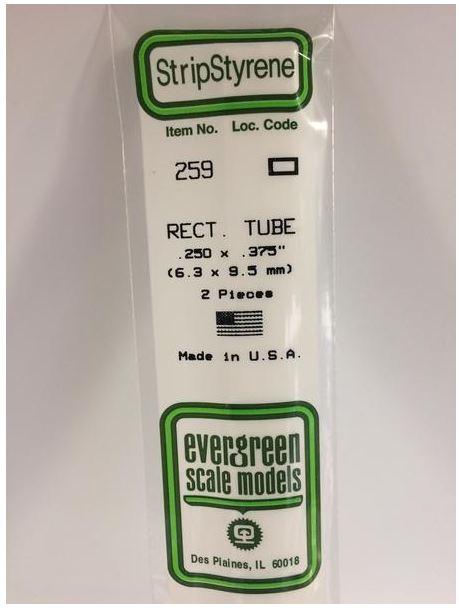 StripStyrene
Item No. Loc. Code
259
RECT. TUBE
.250 x .375"
(6.3 x 9.5 mm)
2 Pieces
Made in U.S.A.
evergreen
scale models
Des Plaines, IL 60018